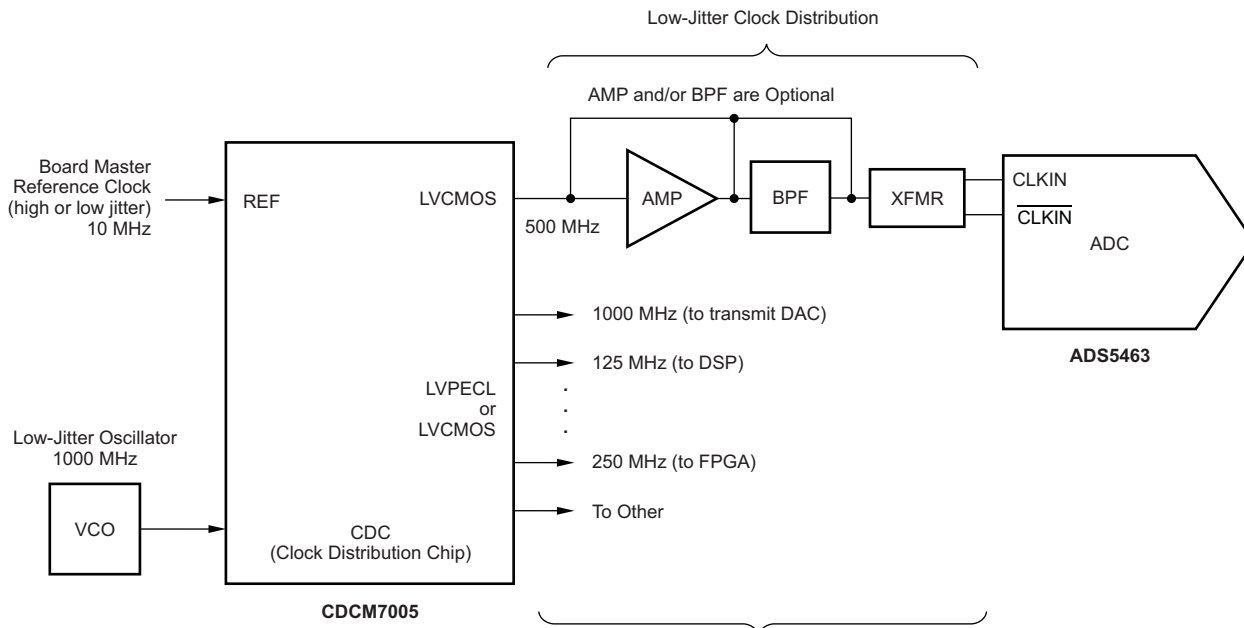 Low-Jitter Clock Distribution
AMP and/or BPF are Optional
Board Master
Reference Clock
(high or low jitter)
10 MHz
REF
LVCMOS
500 MHz
AMP
BPF
XFMR
CLKIN
CLKIN
ADC
ADS5463
1000 MHz (to transmit DAC)
125 MHz (to DSP)
LVPECL
or
LVCMOS
.
.
.
250 MHz (to FPGA)
To Other
Low-Jitter Oscillator
1000 MHz
VCO
CDC
(Clock Distribution Chip)
CDCM7005